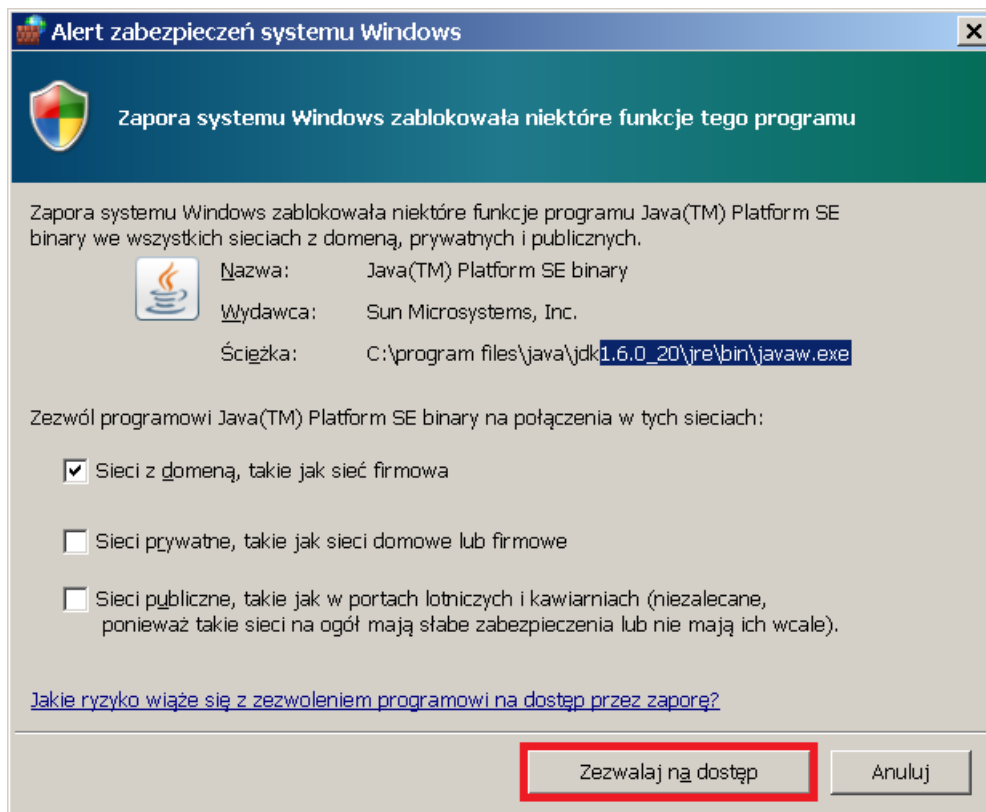 Alert zabezpieczeń systemu Windows
Zapora systemu Windows zablokowała niektóre funkcje tego programu
Zapora systemu Windows zablokowała niektóre funkcje programu Java(TM) Platform SE
binary we wszystkich sieciach z domeną, prywatnych i publicznych.
Nazwa: Java(TM) Platform SE binary
Wydawca: Sun Microsystems, Inc.
Ścieżka: C:\program files\java\jdk1.6.0_20\jre\bin\javaw.exe
Zezwól programowi Java(TM) Platform SE binary na połączenia w tych sieciach:
Sieci z domeną, takie jak sieć firmowa
Sieci prywatne, takie jak sieci domowe lub firmowe
Sieci publiczne, takie jak w portach lotniczych i kawiarniach (niezalecane,
ponieważ takie sieci na ogół mają słabe zabezpieczenia lub nie mają ich wcale).
Jakie ryzyko wiąże się z zezwoleniem programowi na dostęp przez zaporę?
Zezwalaj na dostęp Anuluj